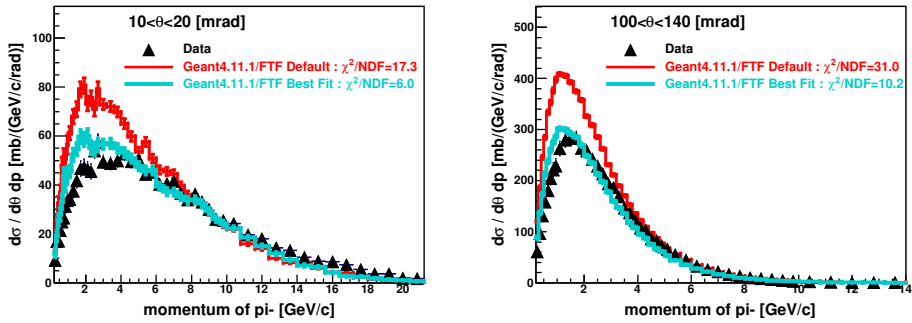 10<θ<20 [mrad]
Data
Geant4.11.1/FTF Default : χ²/NDF=17.3
Geant4.11.1/FTF Best Fit : χ²/NDF=6.0
dσ / dθ dp [mb/(GeV/c/rad)]
100
80
60
40
20
0
2 4 6 8 10 12 14 16 18 20
momentum of pi- [GeV/c]
100<θ<140 [mrad]
Data
Geant4.11.1/FTF Default : χ²/NDF=31.0
Geant4.11.1/FTF Best Fit : χ²/NDF=10.2
dσ / dθ dp [mb/(GeV/c/rad)]
500
400
300
200
100
0
2 4 6 8 10 12 14
momentum of pi- [GeV/c]